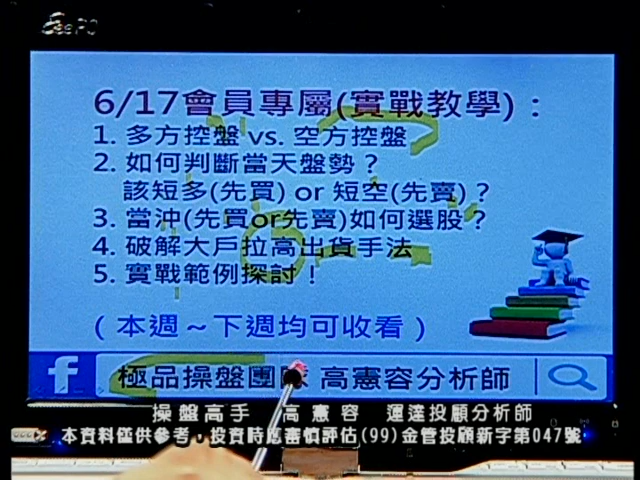 EeePC
6/17會員專屬(實戰教學)：
1. 多方控盤 vs. 空方控盤
2. 如何判斷當天盤勢？
該短多(先買) or 短空(先賣)？
3. 當沖(先買or先賣)如何選股？
4. 破解大戶拉高出貨手法
5. 實戰範例探討！
(本週～下週均可收看)
f 極品操盤團隊 高憲容分析師
操盤高手 高憲容 運達投顧分析師
本資料僅供參考，投資時應審慎評估(99)金管投顧新字第047號